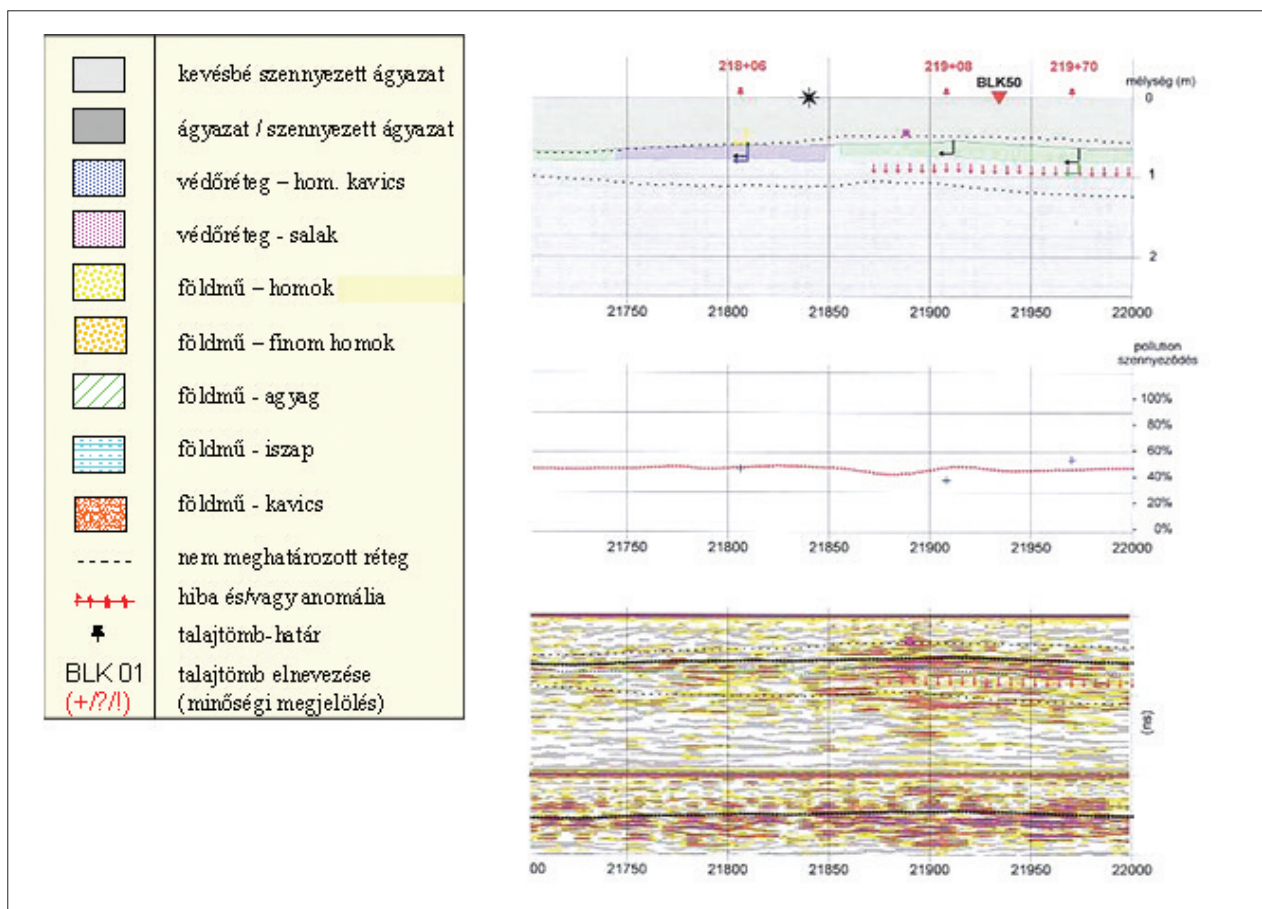 kevésbé szennyezett ágyazat
ágyazat / szennyezett ágyazat
védőréteg – hom. kavics
védőréteg - salak
földmű – homok
földmű – finom homok
földmű - agyag
földmű - iszap
földmű - kavics
nem meghatározott réteg
hiba és/vagy anomália
talajtömb-határ
BLK 01
talajtömb elnevezése
(+/?/!)
(minőségi megjelölés)
218+06
219+08
BLK50
219+70
mélység (m)
0
1
2
21750 21800 21850 21900 21950 22000
pollution
szennyeződés
100%
80%
60%
40%
20%
0%
21750 21800 21850 21900 21950 22000
(ns)
00 21750 21800 21850 21900 21950 22000